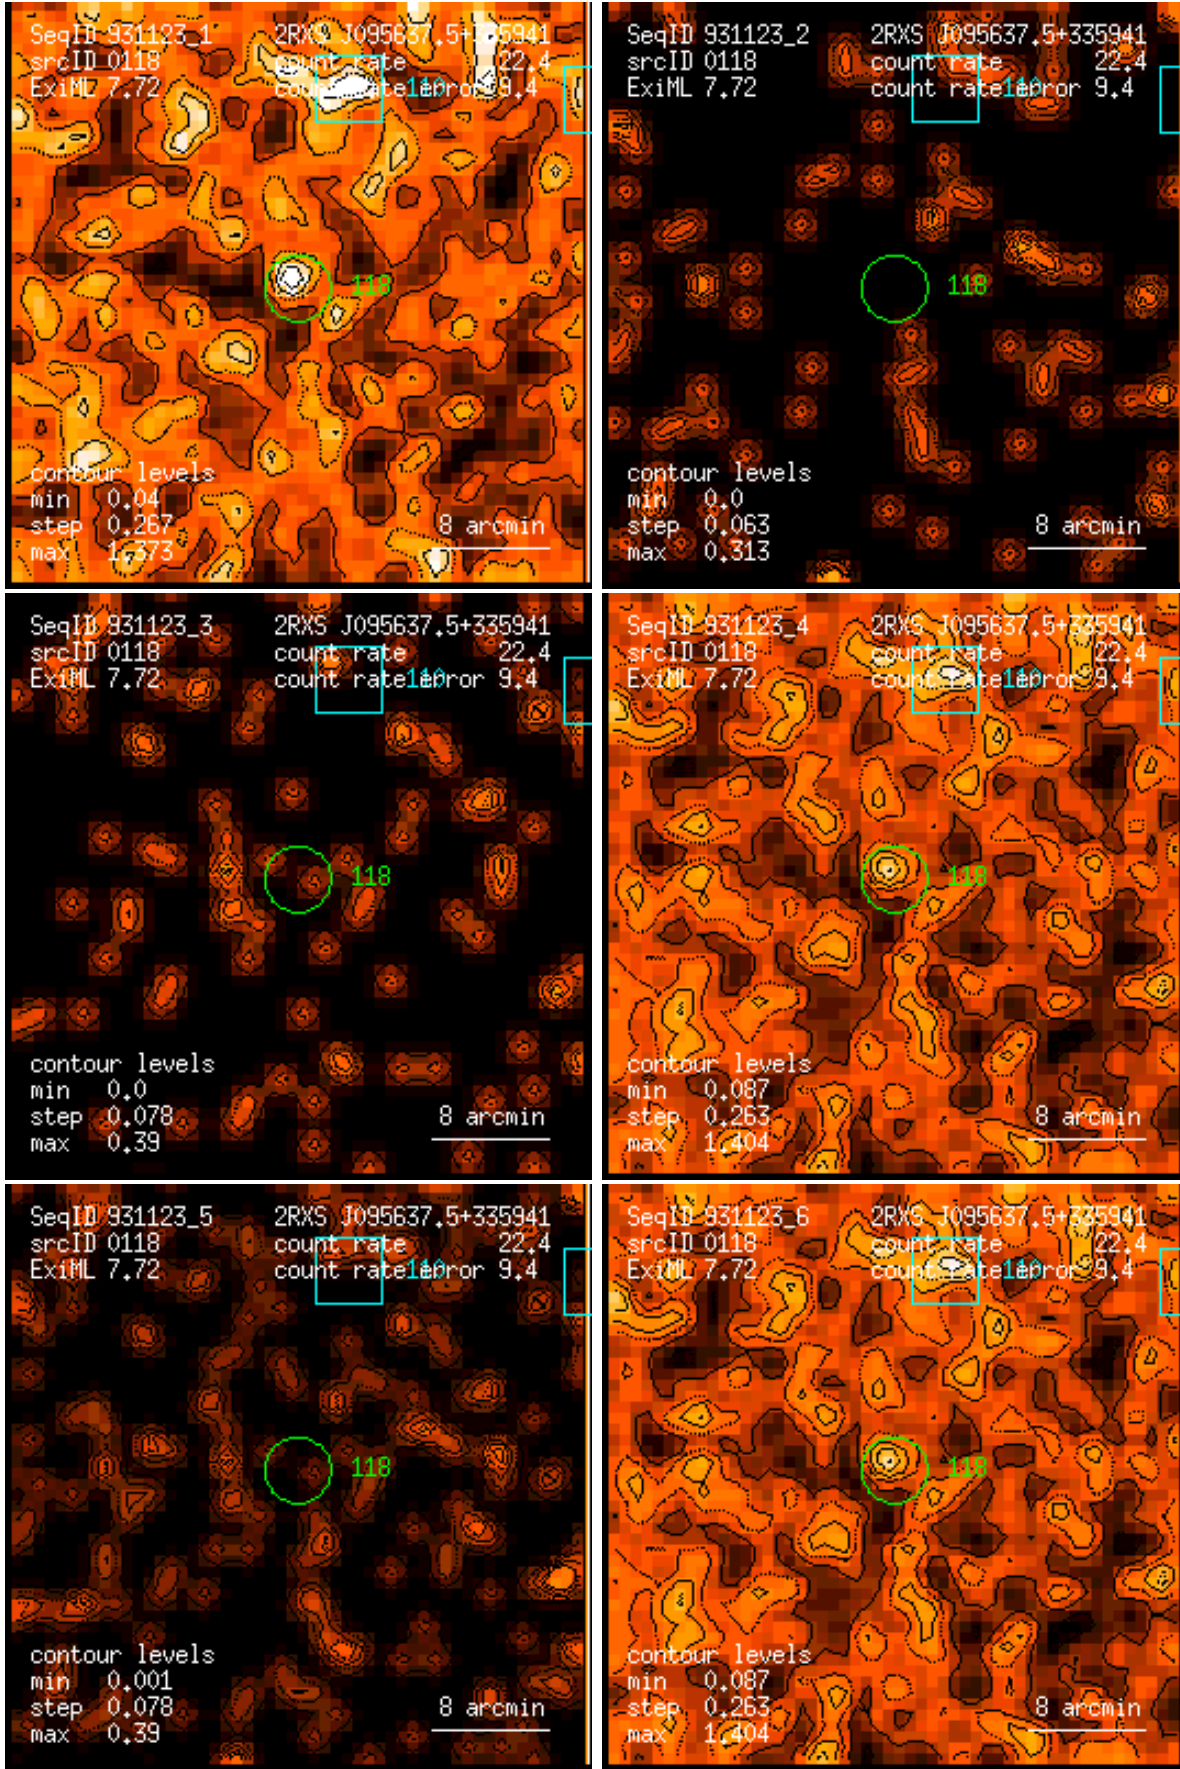 SeqID 931123_1 2RXS J095637.5+335941
srcID 0118 count rate 22.4
ExiML 7.72 count rate error 9.4
118
contour levels
min 0.04
step 0.267
max 1.373
8 arcmin
SeqID 931123_2 2RXS J095637.5+335941
srcID 0118 count rate 22.4
ExiML 7.72 count rate error 9.4
118
contour levels
min 0.0
step 0.063
max 0.313
8 arcmin
SeqID 931123_3 2RXS J095637.5+335941
srcID 0118 count rate 22.4
ExiML 7.72 count rate error 9.4
118
contour levels
min 0.0
step 0.078
max 0.39
8 arcmin
SeqID 931123_4 2RXS J095637.5+335941
srcID 0118 count rate 22.4
ExiML 7.72 count rate error 9.4
118
contour levels
min 0.087
step 0.263
max 1.404
8 arcmin
SeqID 931123_5 2RXS J095637.5+335941
srcID 0118 count rate 22.4
ExiML 7.72 count rate error 9.4
118
contour levels
min 0.001
step 0.078
max 0.39
8 arcmin
SeqID 931123_6 2RXS J095637.5+335941
srcID 0118 count rate 22.4
ExiML 7.72 count rate error 9.4
118
contour levels
min 0.087
step 0.263
max 1.404
8 arcmin